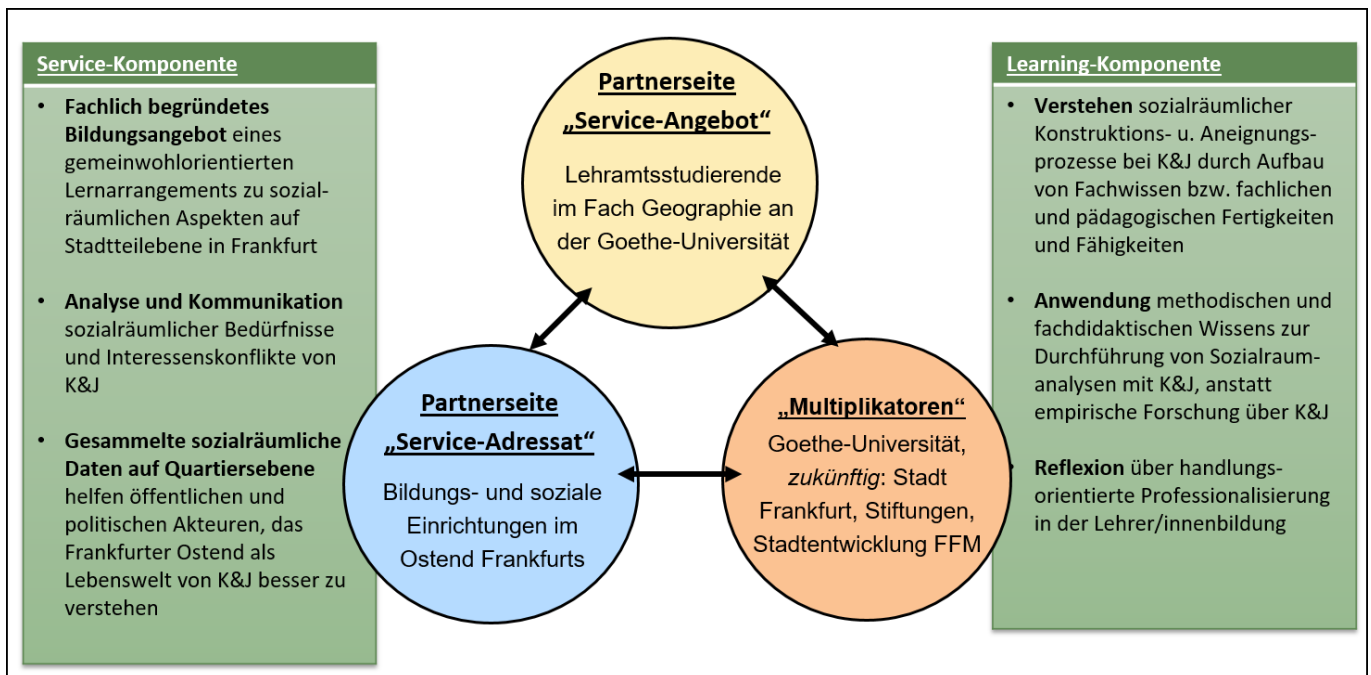 Service-Komponente
• Fachlich begründetes
Bildungsangebot eines
gemeinwohlorientierten
Lernarrangements zu sozial-
räumlichen Aspekten auf
Stadtteilebene in Frankfurt
• Analyse und Kommunikation
sozialräumlicher Bedürfnisse
und Interessenskonflikte von
K&J
• Gesammelte sozialräumliche
Daten auf Quartiersebene
helfen öffentlichen und
politischen Akteuren, das
Frankfurter Ostend als
Lebenswelt von K&J besser zu
verstehen
Partnerseite
„Service-Angebot“
Lehramtsstudierende
im Fach Geographie an
der Goethe-Universität
Partnerseite
„Service-Adressat“
Bildungs- und soziale
Einrichtungen im
Ostend Frankfurts
„Multiplikatoren“
Goethe-Universität,
zukünftig: Stadt
Frankfurt, Stiftungen,
Stadtentwicklung FFM
Learning-Komponente
• Verstehen sozialräumlicher
Konstruktions- u. Aneignungs-
prozesse bei K&J durch Aufbau
von Fachwissen bzw. fachlichen
und pädagogischen Fertigkeiten
und Fähigkeiten
• Anwendung methodischen und
fachdidaktischen Wissens zur
Durchführung von Sozialraum-
analysen mit K&J, anstatt
empirische Forschung über K&J
• Reflexion über handlungs-
orientierte Professionalisierung
in der Lehrer/innenbildung